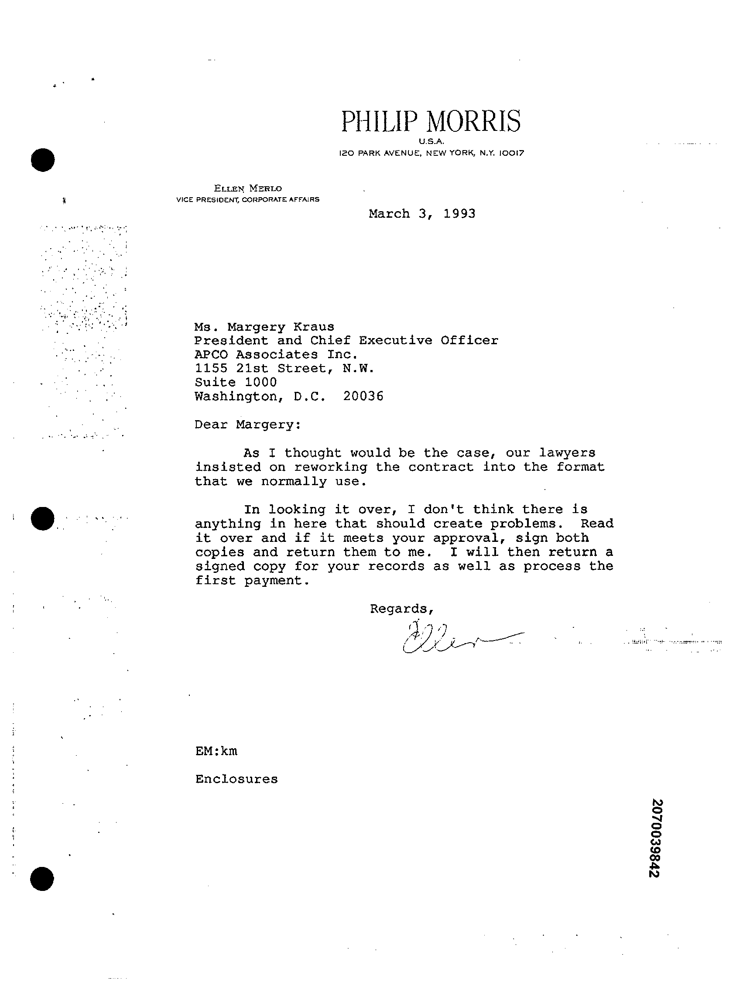 PHILIP MORRIS
U.S.A.
120 PARK AVENUE, NEW YORK, N.Y. 10017
ELLEN MERLO
VICE PRESIDENT, CORPORATE AFFAIRS
March 3, 1993
Ms. Margery Kraus
President and Chief Executive Officer
APCO Associates Inc.
1155 21st Street, N.W.
Suite 1000
Washington, D.C.  20036
Dear Margery:
As I thought would be the case, our lawyers
insisted on reworking the contract into the format
that we normally use.
In looking it over, I don't think there is
anything in here that should create problems.  Read
it over and if it meets your approval, sign both
copies and return them to me.  I will then return a
signed copy for your records as well as process the
first payment.
Regards,
Ellen
EM:km
Enclosures
2070039842